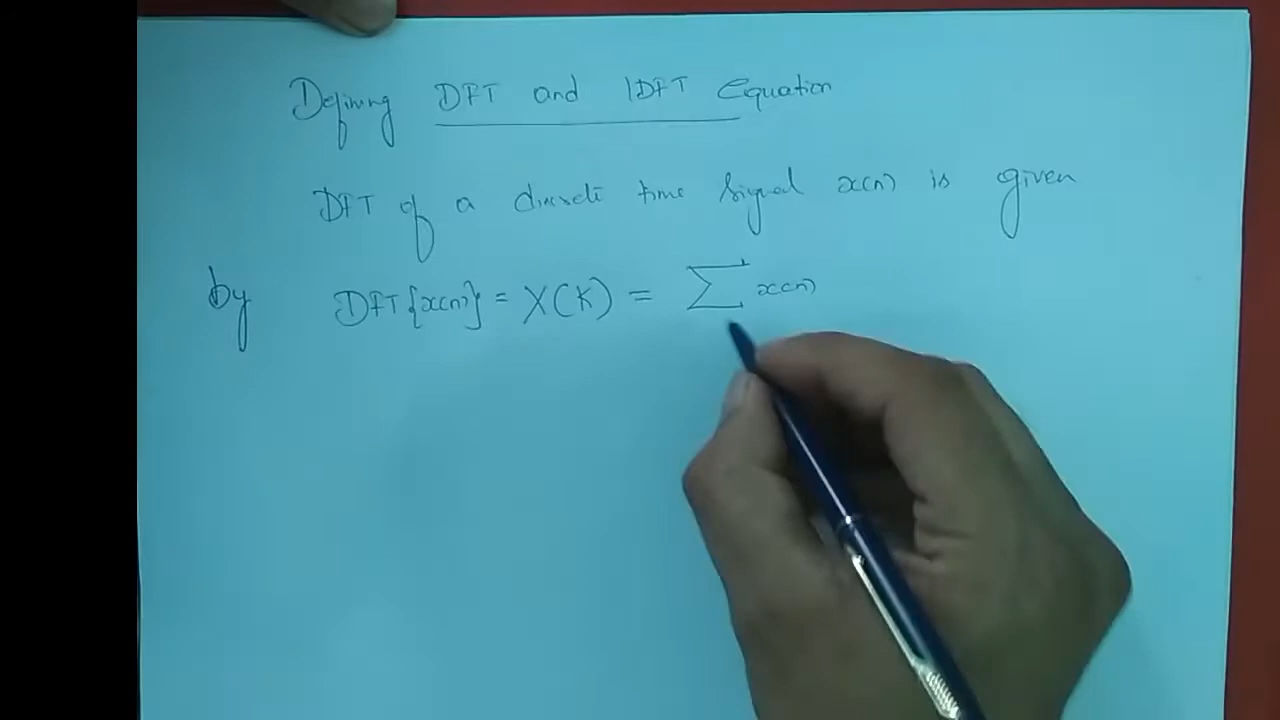 Defining DFT and IDFT Equation
DFT of a discrete time signal x(n) is given
by DFT{x(n)} = X(K) = ∑ x(n)